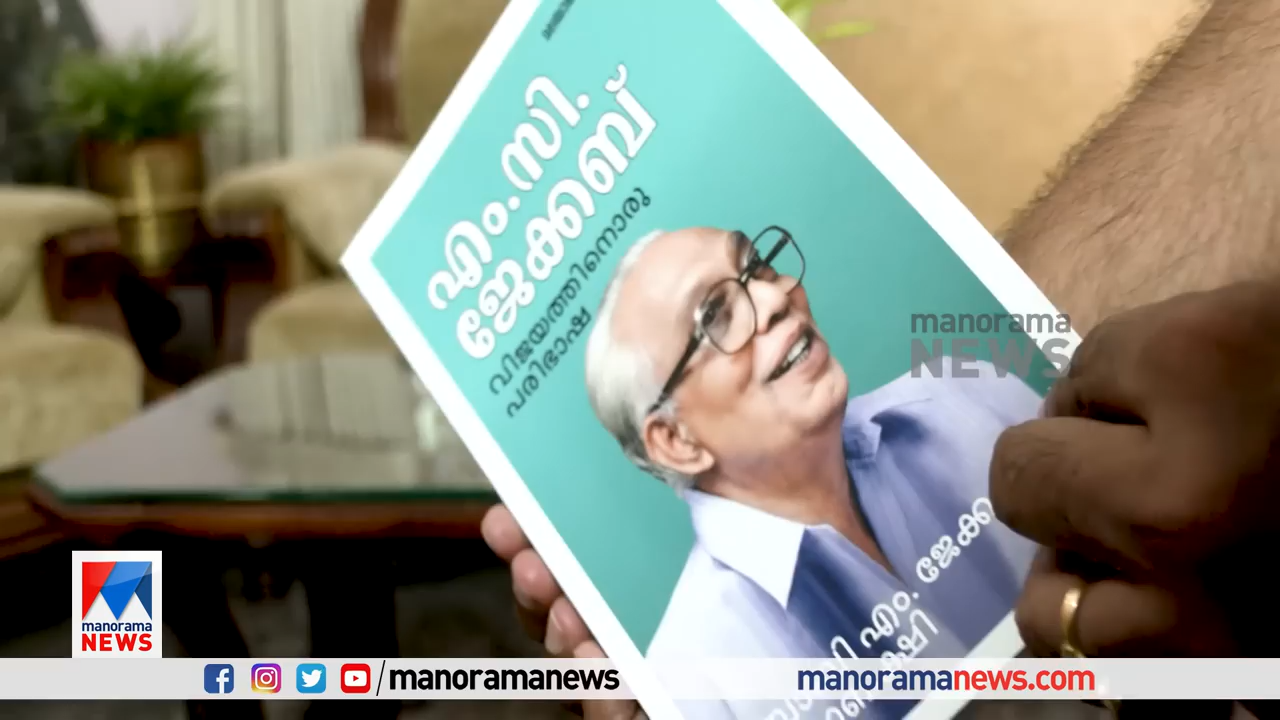 എം.സി.
ജേക്കബ്
വിജയത്തിനൊരു
പരിഭാഷ
എം. ജേക്ക
manorama
NEWS
manorama
NEWS
manoramanews
manoramanews.com